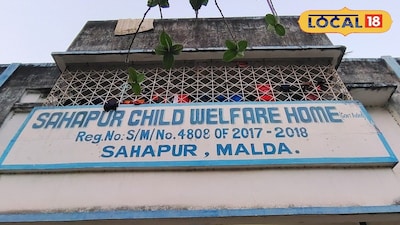 LOCAL 18
SAHAPUR CHILD WELFARE HOME
Reg.No: S/M/No.4808 OF 2017-2018
SAHAPUR, MALDA.